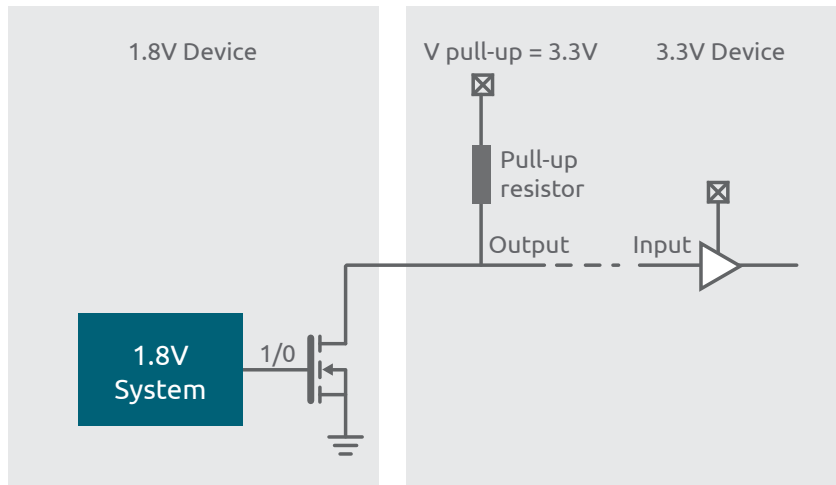 1.8V Device
V pull-up = 3.3V
3.3V Device
Pull-up
resistor
Output
Input
1.8V
System
1/0